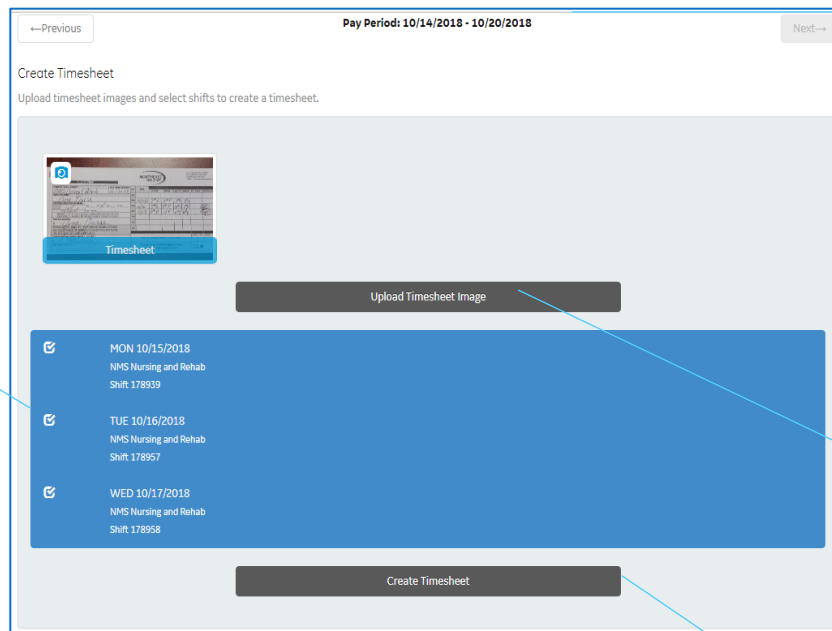 ←Previous
Pay Period: 10/14/2018 - 10/20/2018
Next→
Create Timesheet
Upload timesheet images and select shifts to create a timesheet.
Timesheet
Upload Timesheet Image
MON 10/15/2018
NMS Nursing and Rehab
Shift 178939
TUE 10/16/2018
NMS Nursing and Rehab
Shift 178957
WED 10/17/2018
NMS Nursing and Rehab
Shift 178958
Create Timesheet